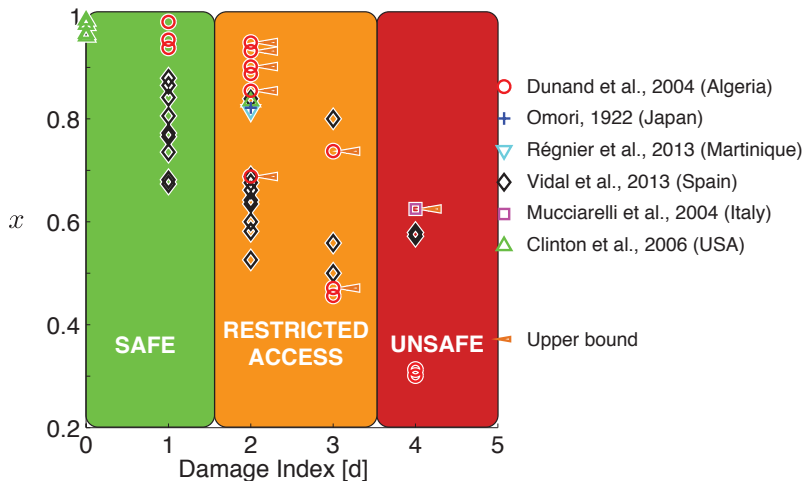 1
0.8
0.6
0.4
0.2
x
0
1
2
3
4
5
Damage Index [d]
SAFE
RESTRICTED
ACCESS
UNSAFE
Dunand et al., 2004 (Algeria)
Omori, 1922 (Japan)
Régnier et al., 2013 (Martinique)
Vidal et al., 2013 (Spain)
Mucciarelli et al., 2004 (Italy)
Clinton et al., 2006 (USA)
Upper bound